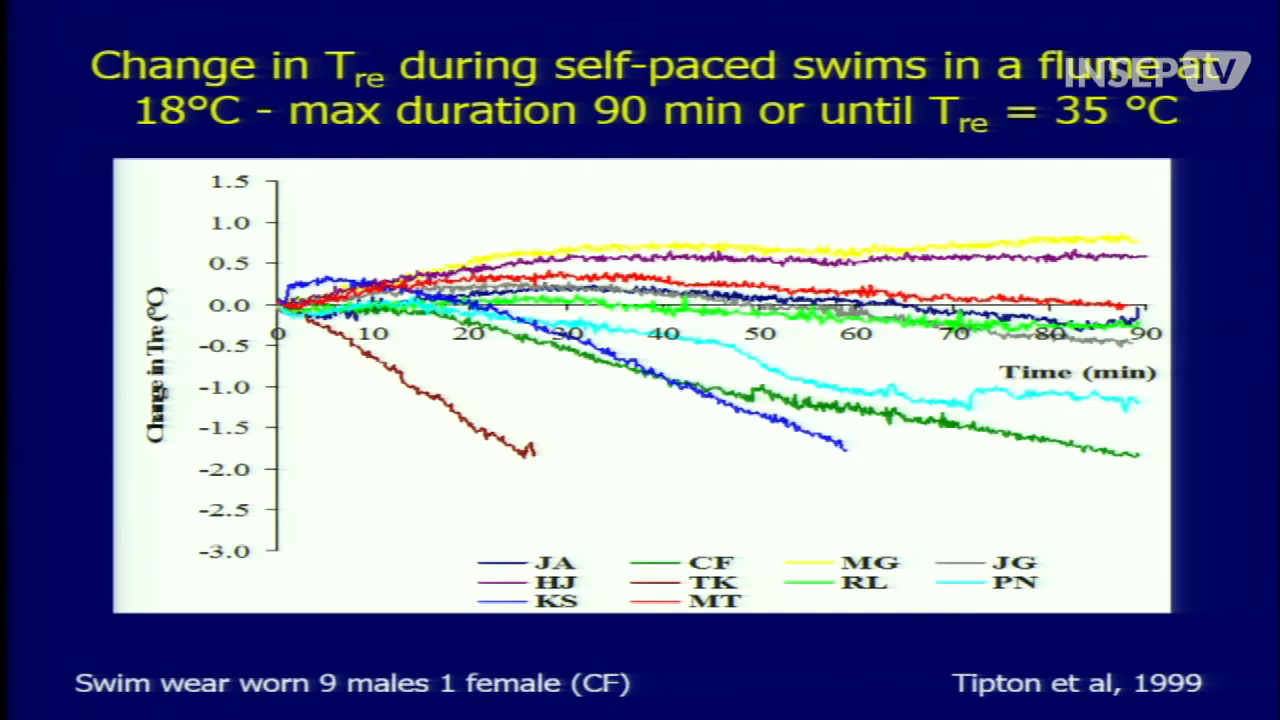 INSEP TV
Change in Tre during self-paced swims in a flume at
18°C - max duration 90 min or until Tre = 35 °C
1.5
1.0
0.5
0.0
-0.5
-1.0
-1.5
-2.0
-2.5
-3.0
Change in Tre (°C)
0 10 20 30 40 50 60 70 80 90
Time (min)
JA CF MG JG
HJ TK RL PN
KS MT
Swim wear worn 9 males 1 female (CF)
Tipton et al, 1999